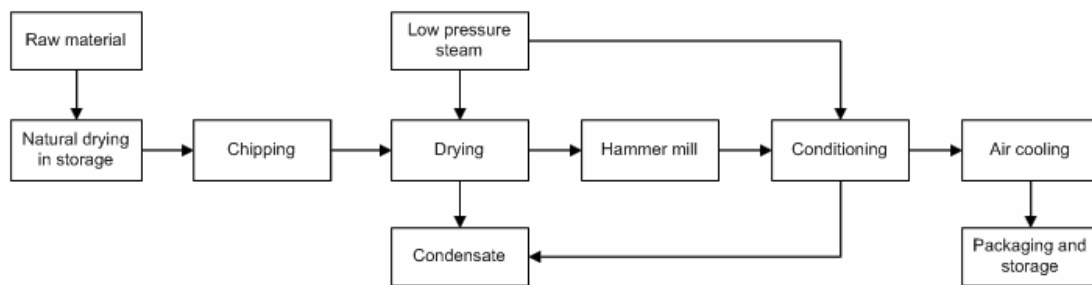 Raw material
Low pressure
steam
Natural drying
in storage
Chipping
Drying
Hammer mill
Conditioning
Air cooling
Condensate
Packaging and
storage